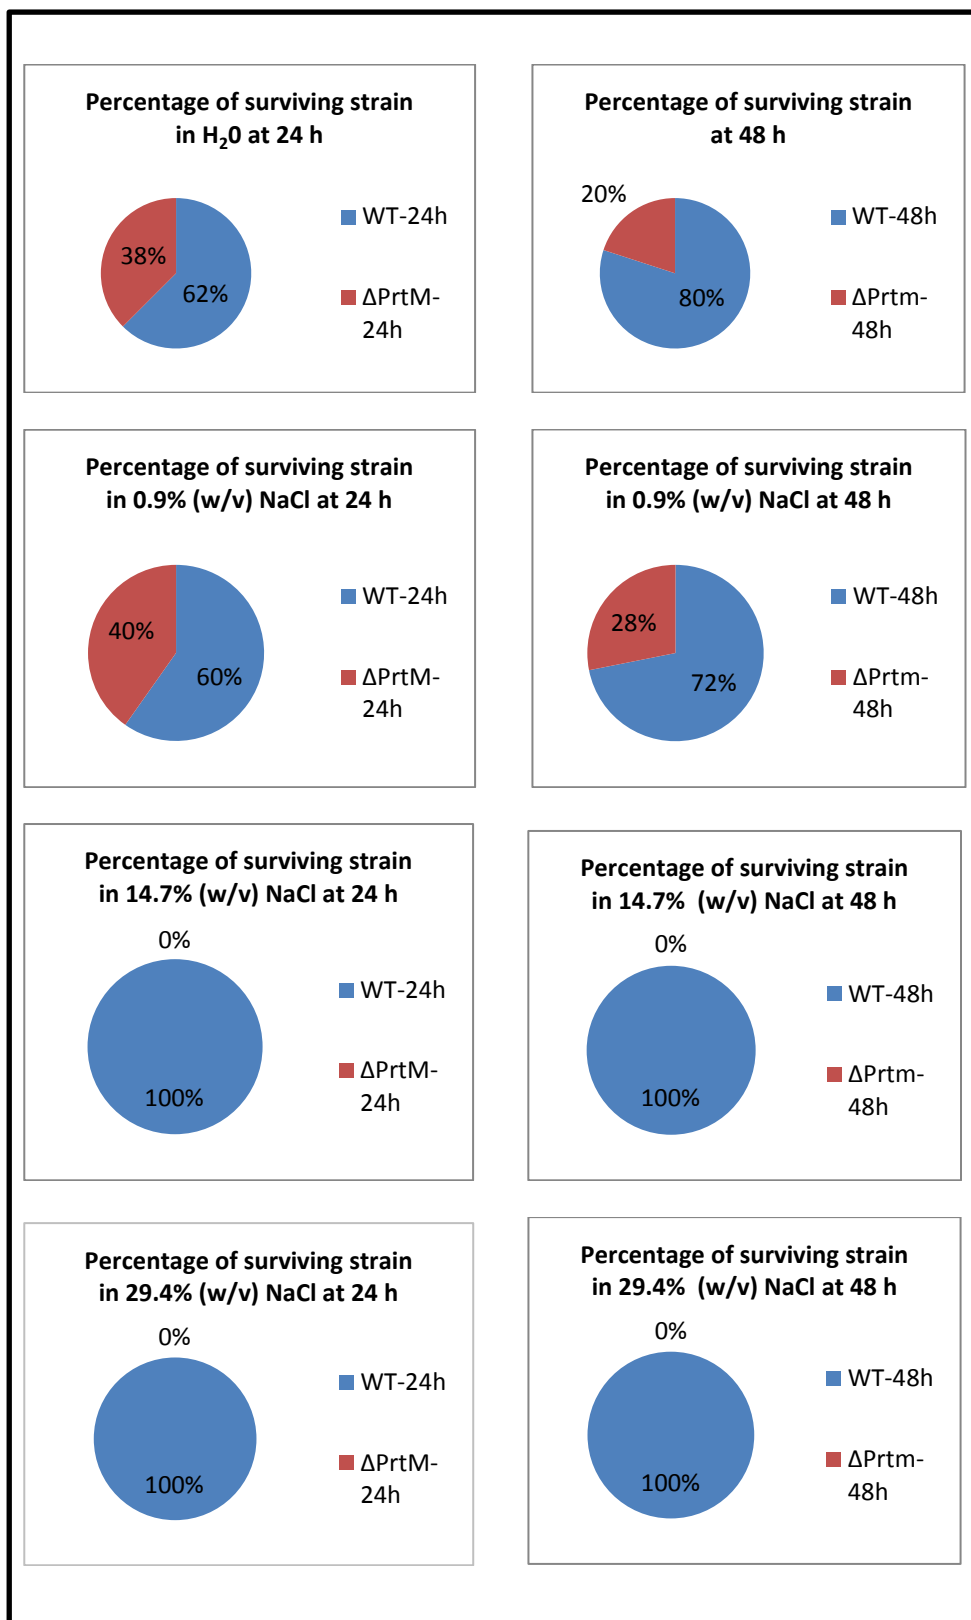 Percentage of surviving strain
in H₂0 at 24 h
38%
62%
WT-24h
ΔPrtM-
24h
Percentage of surviving strain
at 48 h
20%
80%
WT-48h
ΔPrtm-
48h
Percentage of surviving strain
in 0.9% (w/v) NaCl at 24 h
40%
60%
WT-24h
ΔPrtM-
24h
Percentage of surviving strain
in 0.9% (w/v) NaCl at 48 h
28%
72%
WT-48h
ΔPrtm-
48h
Percentage of surviving strain
in 14.7% (w/v) NaCl at 24 h
0%
100%
WT-24h
ΔPrtM-
24h
Percentage of surviving strain
in 14.7%  (w/v) NaCl at 48 h
0%
100%
WT-48h
ΔPrtm-
48h
Percentage of surviving strain
in 29.4% (w/v) NaCl at 24 h
0%
100%
WT-24h
ΔPrtM-
24h
Percentage of surviving strain
in 29.4%  (w/v) NaCl at 48 h
0%
100%
WT-48h
ΔPrtm-
48h